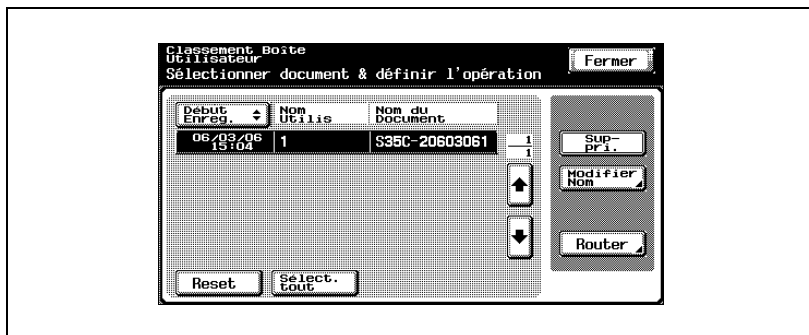 Classement Boîte
Utilisateur
Sélectionner document & définir l'opération
Fermer
Début
Enreg.
Nom
Utilis
Nom du
Document
06/03/06
15:04
1
S35C-20603061
1
1
Sup-
pri.
Modifier
Nom
Router
Reset
Sélect.
tout